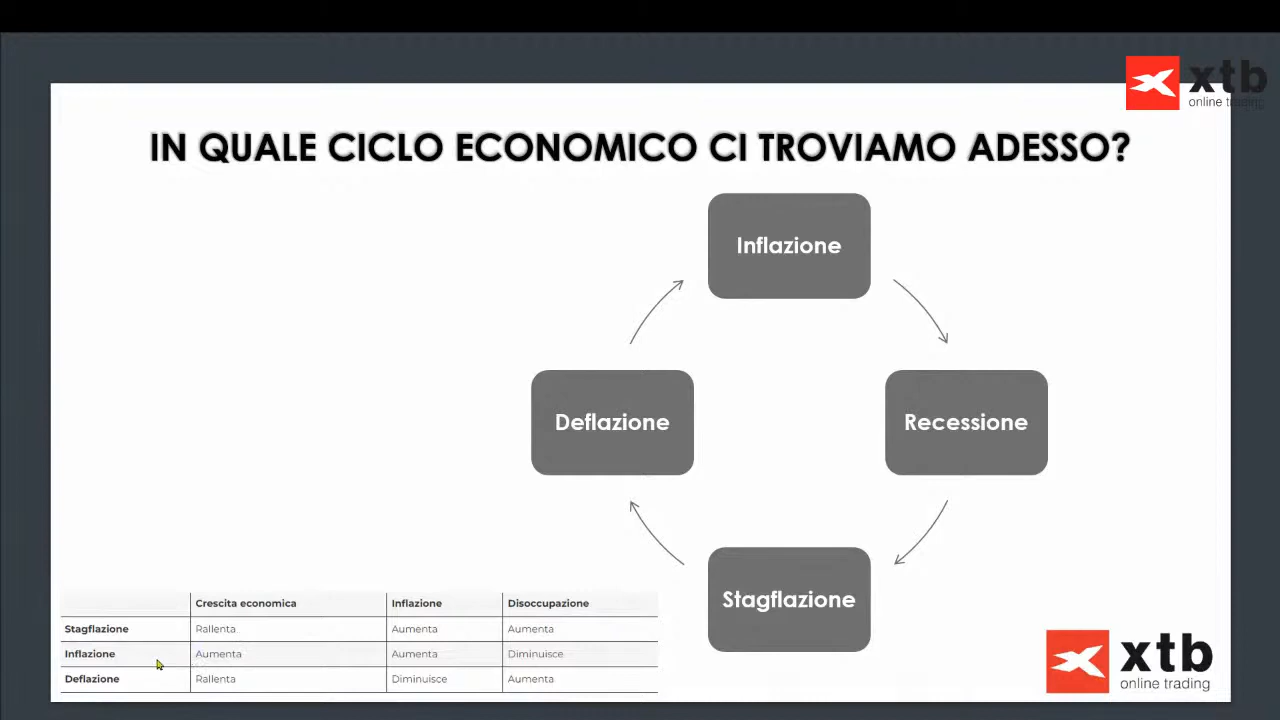 xtb
online trading
IN QUALE CICLO ECONOMICO CI TROVIAMO ADESSO?
Inflazione
Deflazione
Recessione
Stagflazione
Crescita economica Inflazione Disoccupazione
Stagflazione Rallenta Aumenta Aumenta
Inflazione Aumenta Aumenta Diminuisce
Deflazione Rallenta Diminuisce Aumenta
xtb
online trading